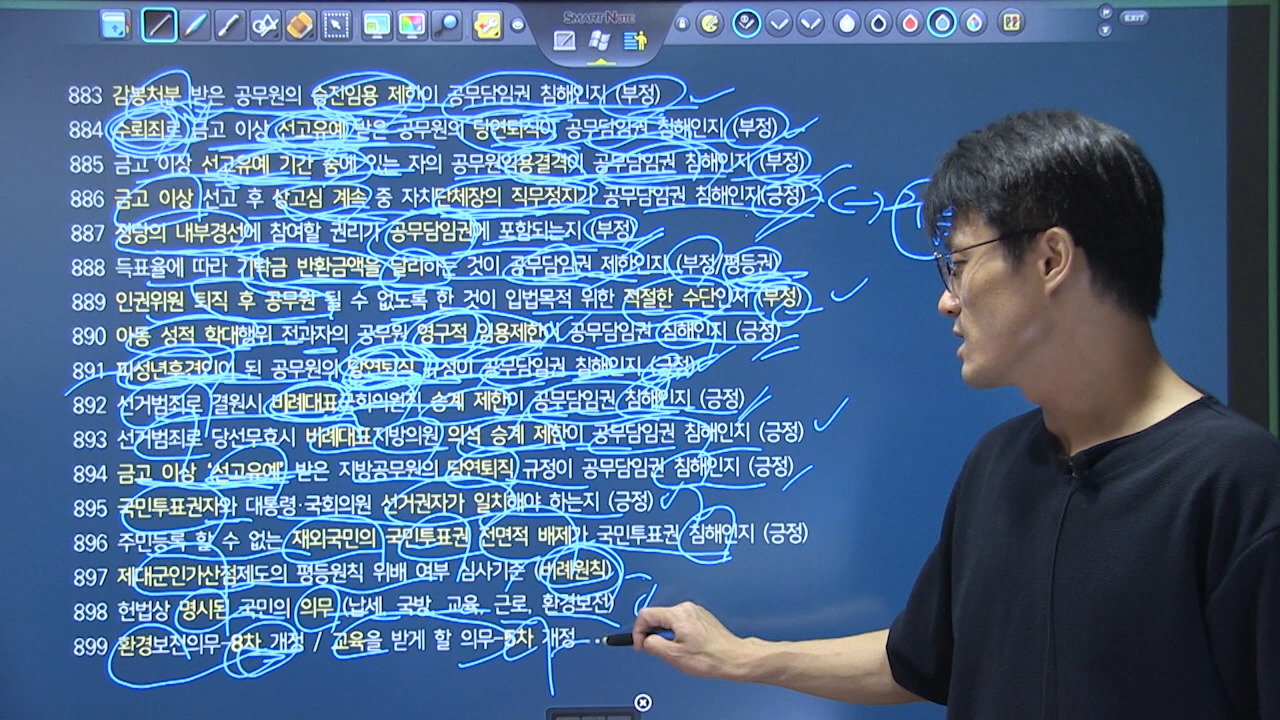 SMART NOTE
EXIT
883 감봉처분 받은 공무원의 승진임용 제한이 공무담임권 침해인지 (부정)
884 수뢰죄로 금고 이상 선고유예 받은 공무원의 당연퇴직이 공무담임권 침해인지 (부정)
885 금고 이상 선고유예 기간 중에 있는 자의 공무원임용결격이 공무담임권 침해인지 (부정)
886 금고 이상 선고 후 상고심 계속 중 자치단체장의 직무정지가 공무담임권 침해인지(긍정)
887 정당의 내부경선에 참여할 권리가 공무담임권에 포함되는지 (부정)
888 득표율에 따라 기탁금 반환금액을 달리하는 것이 공무담임권 제한인지 (부정/평등권)
889 인권위원 퇴직 후 공무원 될 수 없도록 한 것이 입법목적 위한 적절한 수단인지 (부정)
890 아동 성적 학대행위 전과자의 공무원 영구적 임용제한시 공무담임권 침해인지 (긍정)
891 피성년후견인이 된 공무원의 당연퇴직 규정이 공무담임권 침해인지 (긍정)
892 선거범죄로 결원시 비례대표국회의원직 승계 제한이 공무담임권 침해인지 (긍정)
893 선거범죄로 당선무효시 비례대표지방의원 의석 승계 제한이 공무담임권 침해인지 (긍정)
894 금고 이상 '선고유예' 받은 지방공무원의 당연퇴직 규정이 공무담임권 침해인지 (긍정)
895 국민투표권자와 대통령·국회의원 선거권자가 일치해야 하는지 (긍정)
896 주민등록 할 수 없는 재외국민의 국민투표권 전면적 배제가 국민투표권 침해인지 (긍정)
897 제대군인가산점제도의 평등원칙 위배 여부 심사기준 (비례원칙)
898 헌법상 명시된 국민의 의무 (납세, 국방, 교육, 근로, 환경보전)
899 환경보전의무-8차 개정 / 교육을 받게 할 의무-5차 개정